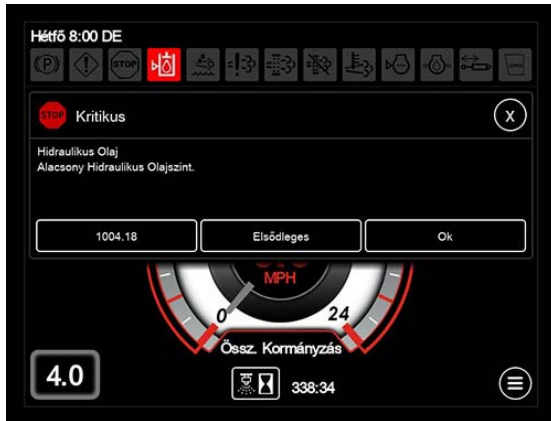 Hétfő 8:00 DE
P
STOP
STOP Kritikus X
Hidraulikus Olaj
Alacsony Hidraulikus Olajszint.
1004.18 Elsődleges Ok
MPH
0 24
Össz. Kormányzás
4.0 338:34